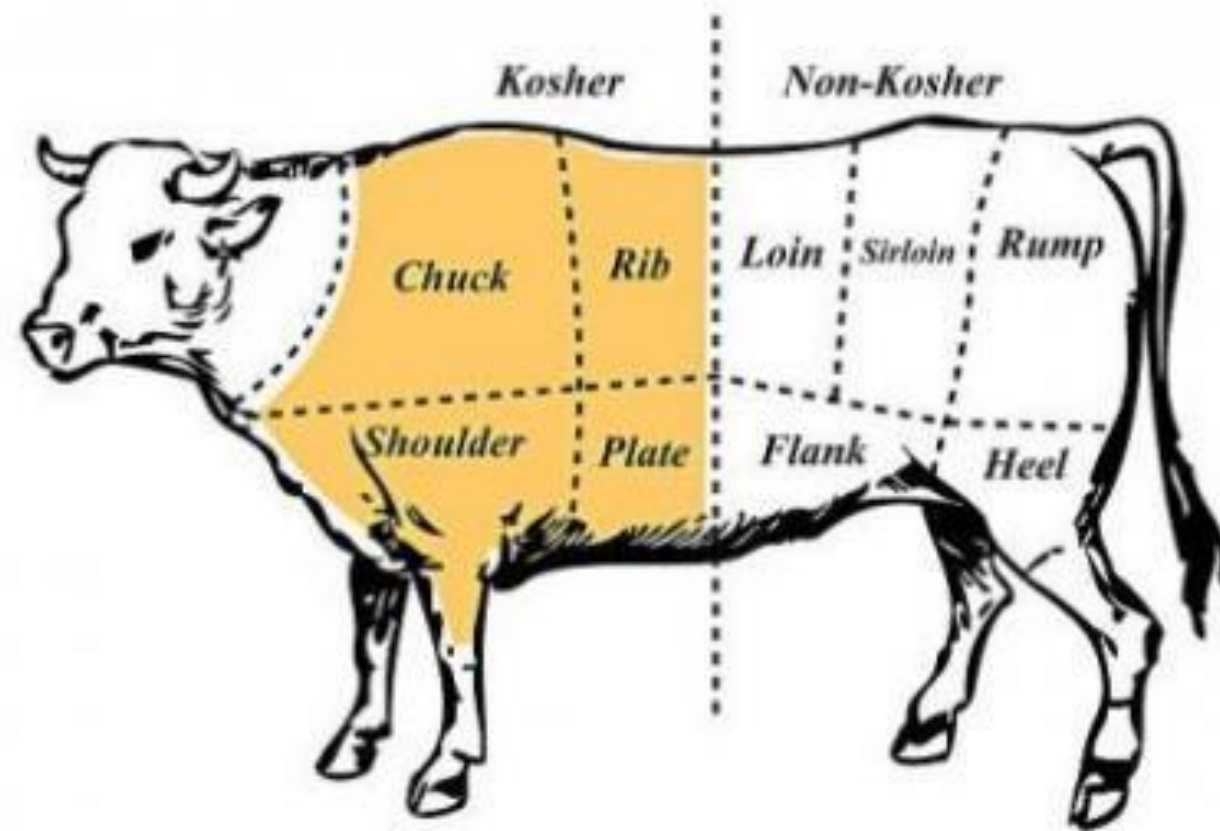 Kosher
Non-Kosher
Chuck
Rib
Loin
Sirloin
Rump
Shoulder
Plate
Flank
Heel